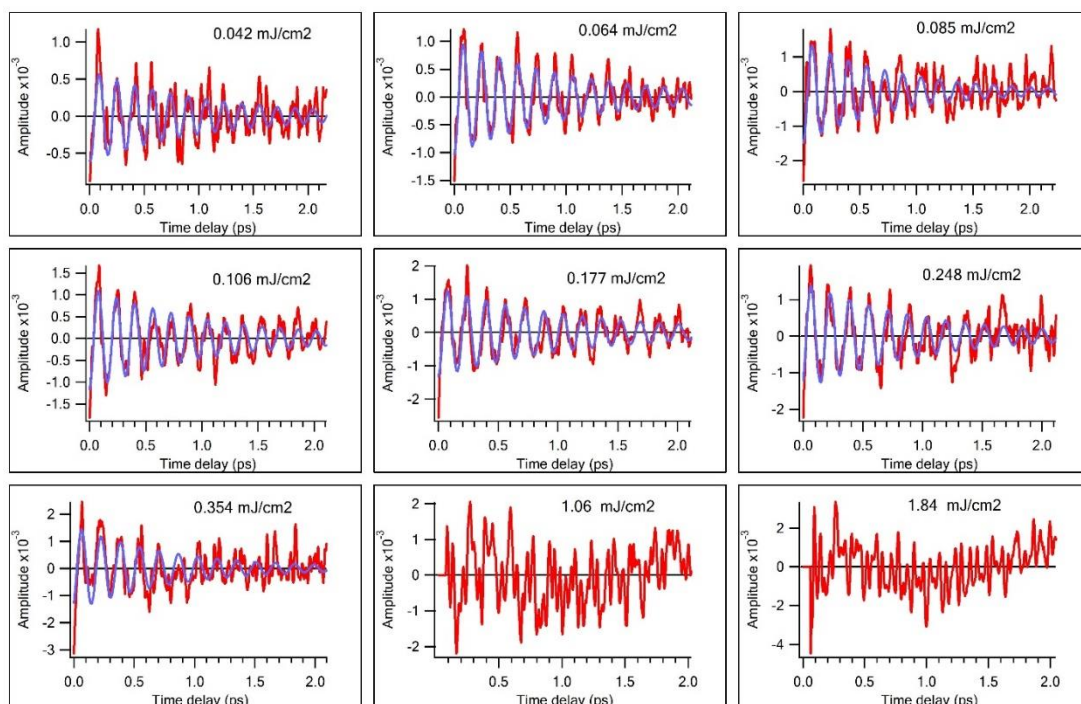 0.042 mJ/cm2
Amplitude x10⁻³
1.0
0.5
0.0
-0.5
0.0 0.5 1.0 1.5 2.0
Time delay (ps)
0.064 mJ/cm2
Amplitude x10⁻³
1.0
0.5
0.0
-0.5
-1.0
-1.5
0.0 0.5 1.0 1.5 2.0
Time delay (ps)
0.085 mJ/cm2
Amplitude x10⁻³
1
0
-1
-2
0.0 0.5 1.0 1.5 2.0
Time delay (ps)
0.106 mJ/cm2
Amplitude x10⁻³
1.5
1.0
0.5
0.0
-0.5
-1.0
-1.5
0.0 0.5 1.0 1.5 2.0
Time delay (ps)
0.177 mJ/cm2
Amplitude x10⁻³
2
1
0
-1
-2
0.0 0.5 1.0 1.5 2.0
Time delay (ps)
0.248 mJ/cm2
Amplitude x10⁻³
1
0
-1
-2
0.0 0.5 1.0 1.5 2.0
Time delay (ps)
0.354 mJ/cm2
Amplitude x10⁻³
2
1
0
-1
-2
-3
0.0 0.5 1.0 1.5 2.0
Time delay (ps)
1.06 mJ/cm2
Amplitude x10⁻³
2
1
0
-1
-2
0.0 0.5 1.0 1.5 2.0
Time delay (ps)
1.84 mJ/cm2
Amplitude x10⁻³
2
0
-2
-4
0.0 0.5 1.0 1.5 2.0
Time delay (ps)